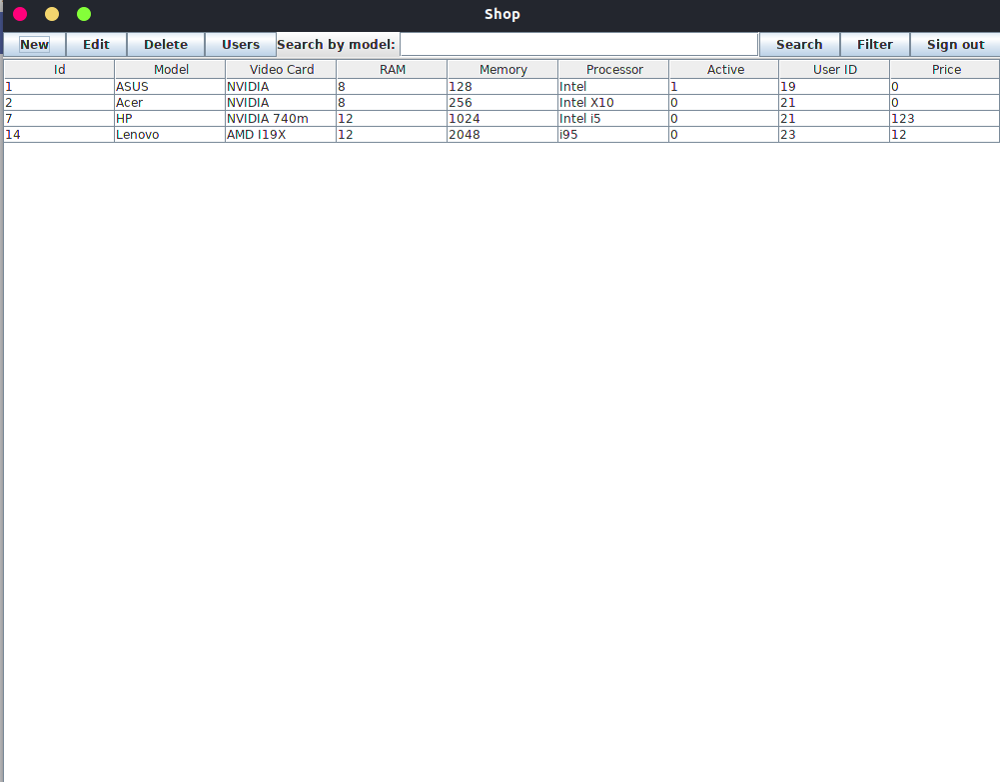 Shop
New Edit Delete Users Search by model: Search Filter Sign out
Id Model Video Card RAM Memory Processor Active User ID Price
1 ASUS NVIDIA 8 128 Intel 1 19 0
2 Acer NVIDIA 8 256 Intel X10 0 21 0
7 HP NVIDIA 740m 12 1024 Intel i5 0 21 123
14 Lenovo AMD I19X 12 2048 i95 0 23 12